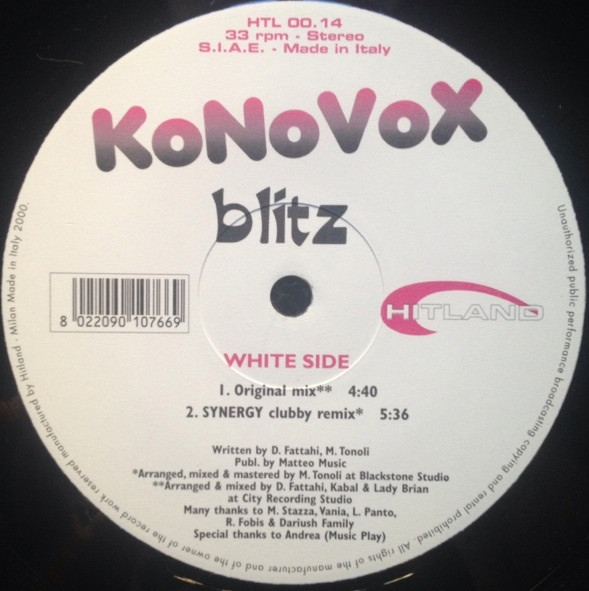 HTL 00.14
33 rpm - Stereo
S.I.A.E. - Made in Italy
KoNoVoX
blitz
8 022090 107669
HITLAND
WHITE SIDE
1. Original mix** 4:40
2. SYNERGY clubby remix* 5:36
Written by D. Fattahi, M. Tonoli
Publ. by Matteo Music
*Arranged, mixed & mastered by M. Tonoli at Blackstone Studio
**Arranged & mixed by D. Fattahi, Kabal & Lady Brian
at City Recording Studio
Many thanks to M. Stazza, Vania, L. Panto,
R. Fobis & Dariush Family
Special thanks to Andrea (Music Play)
Unauthorized public performance broadcasting copying and rental prohibited. All rights of the manufacturer and of the owner of the record work reserved manufactured by Hitland - Milan Made in Italy 2000.